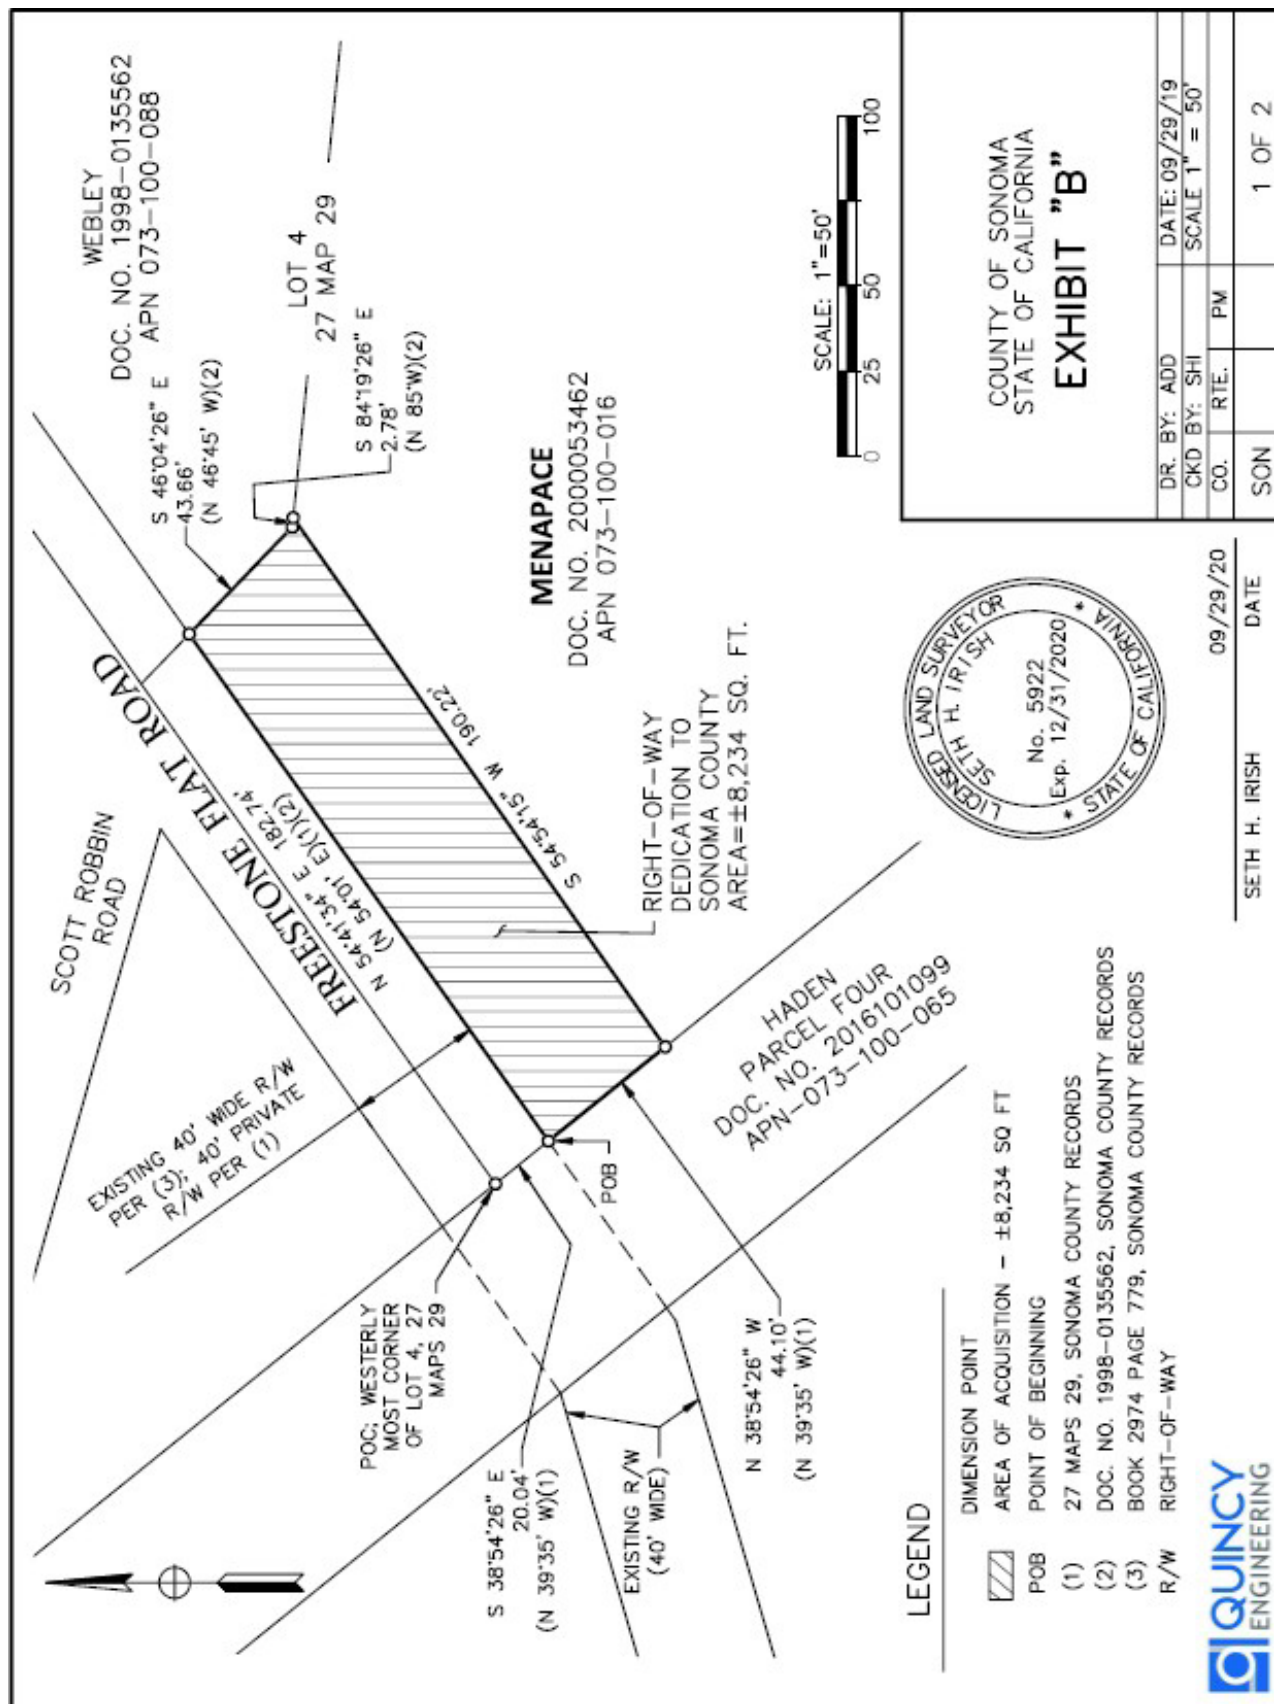 WEBLEY
DOC. NO. 1998-0135562
APN 073-100-088
S 46°04'26" E
43.66'
(N 46°45' W)(2)
LOT 4
27 MAP 29
S 84°19'26" E
2.78'
(N 85°W)(2)
SCOTT ROBBIN
ROAD
FREESTONE FLAT ROAD
N 54°41'34" E 182.74'
(N 54°01' E)(1)(2)
S 54°54'15" W 190.22'
EXISTING 40' WIDE R/W
PER (3); 40' PRIVATE
R/W PER (1)
MENAPACE
DOC. NO. 2000053462
APN 073-100-016
RIGHT-OF-WAY
DEDICATION TO
SONOMA COUNTY
AREA=±8,234 SQ. FT.
POC; WESTERLY
MOST CORNER
OF LOT 4, 27
MAPS 29
POB
S 38°54'26" E
20.04'
(N 39°35' W)(1)
EXISTING R/W
(40' WIDE)
N 38°54'26" W
44.10'
(N 39°35' W)(1)
HADEN
PARCEL FOUR
DOC. NO. 2016101099
APN-073-100-065
SCALE: 1"=50'
0 25 50 100
LEGEND
DIMENSION POINT
AREA OF ACQUISITION - ±8,234 SQ FT
POB POINT OF BEGINNING
(1) 27 MAPS 29, SONOMA COUNTY RECORDS
(2) DOC. NO. 1998-0135562, SONOMA COUNTY RECORDS
(3) BOOK 2974 PAGE 779, SONOMA COUNTY RECORDS
R/W RIGHT-OF-WAY
LICENSED LAND SURVEYOR
SETH H. IRISH
No. 5922
Exp. 12/31/2020
* STATE OF CALIFORNIA *
09/29/20
SETH H. IRISH DATE
COUNTY OF SONOMA
STATE OF CALIFORNIA
EXHIBIT "B"
DR. BY: ADD DATE: 09/29/19
CKD BY: SHI SCALE 1" = 50'
CO. RTE. PM
SON 1 OF 2
QUINCY
ENGINEERING